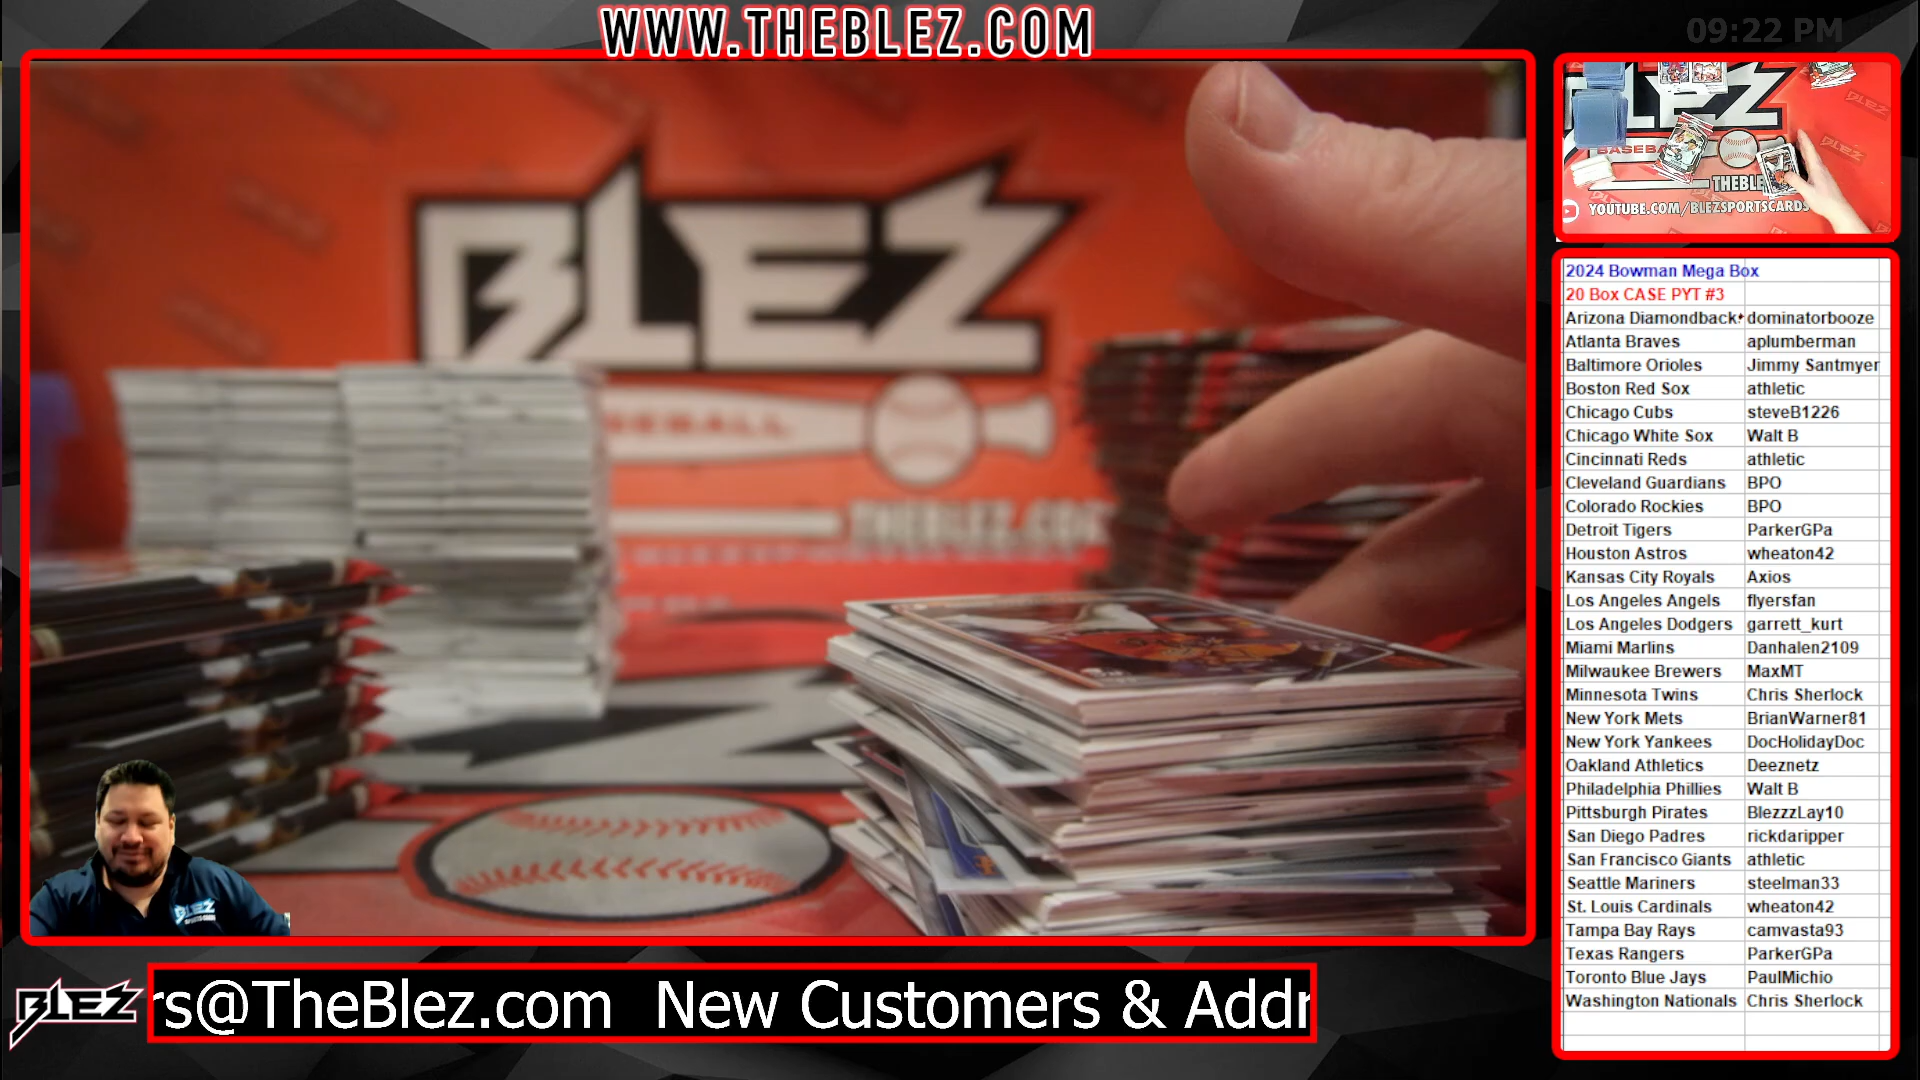 WWW.THEBLEZ.COM
09:22 PM
BLEZ
THEBLEZ.CO
BLEZ
THEBLE
YOUTUBE.COM/BLEZSPORTSCARDS
2024 Bowman Mega Box
20 Box CASE PYT #3
Arizona Diamondback dominatorbooze
Atlanta Braves aplumberman
Baltimore Orioles Jimmy Santmyer
Boston Red Sox athletic
Chicago Cubs steveB1226
Chicago White Sox Walt B
Cincinnati Reds athletic
Cleveland Guardians BPO
Colorado Rockies BPO
Detroit Tigers ParkerGPa
Houston Astros wheaton42
Kansas City Royals Axios
Los Angeles Angels flyersfan
Los Angeles Dodgers garrett_kurt
Miami Marlins Danhalen2109
Milwaukee Brewers MaxMT
Minnesota Twins Chris Sherlock
New York Mets BrianWarner81
New York Yankees DocHolidayDoc
Oakland Athletics Deeznetz
Philadelphia Phillies Walt B
Pittsburgh Pirates BlezzzLay10
San Diego Padres rickdaripper
San Francisco Giants athletic
Seattle Mariners steelman33
St. Louis Cardinals wheaton42
Tampa Bay Rays camvasta93
Texas Rangers ParkerGPa
Toronto Blue Jays PaulMichio
Washington Nationals Chris Sherlock
BLEZ
BLEZ
rs@TheBlez.com New Customers & Addr